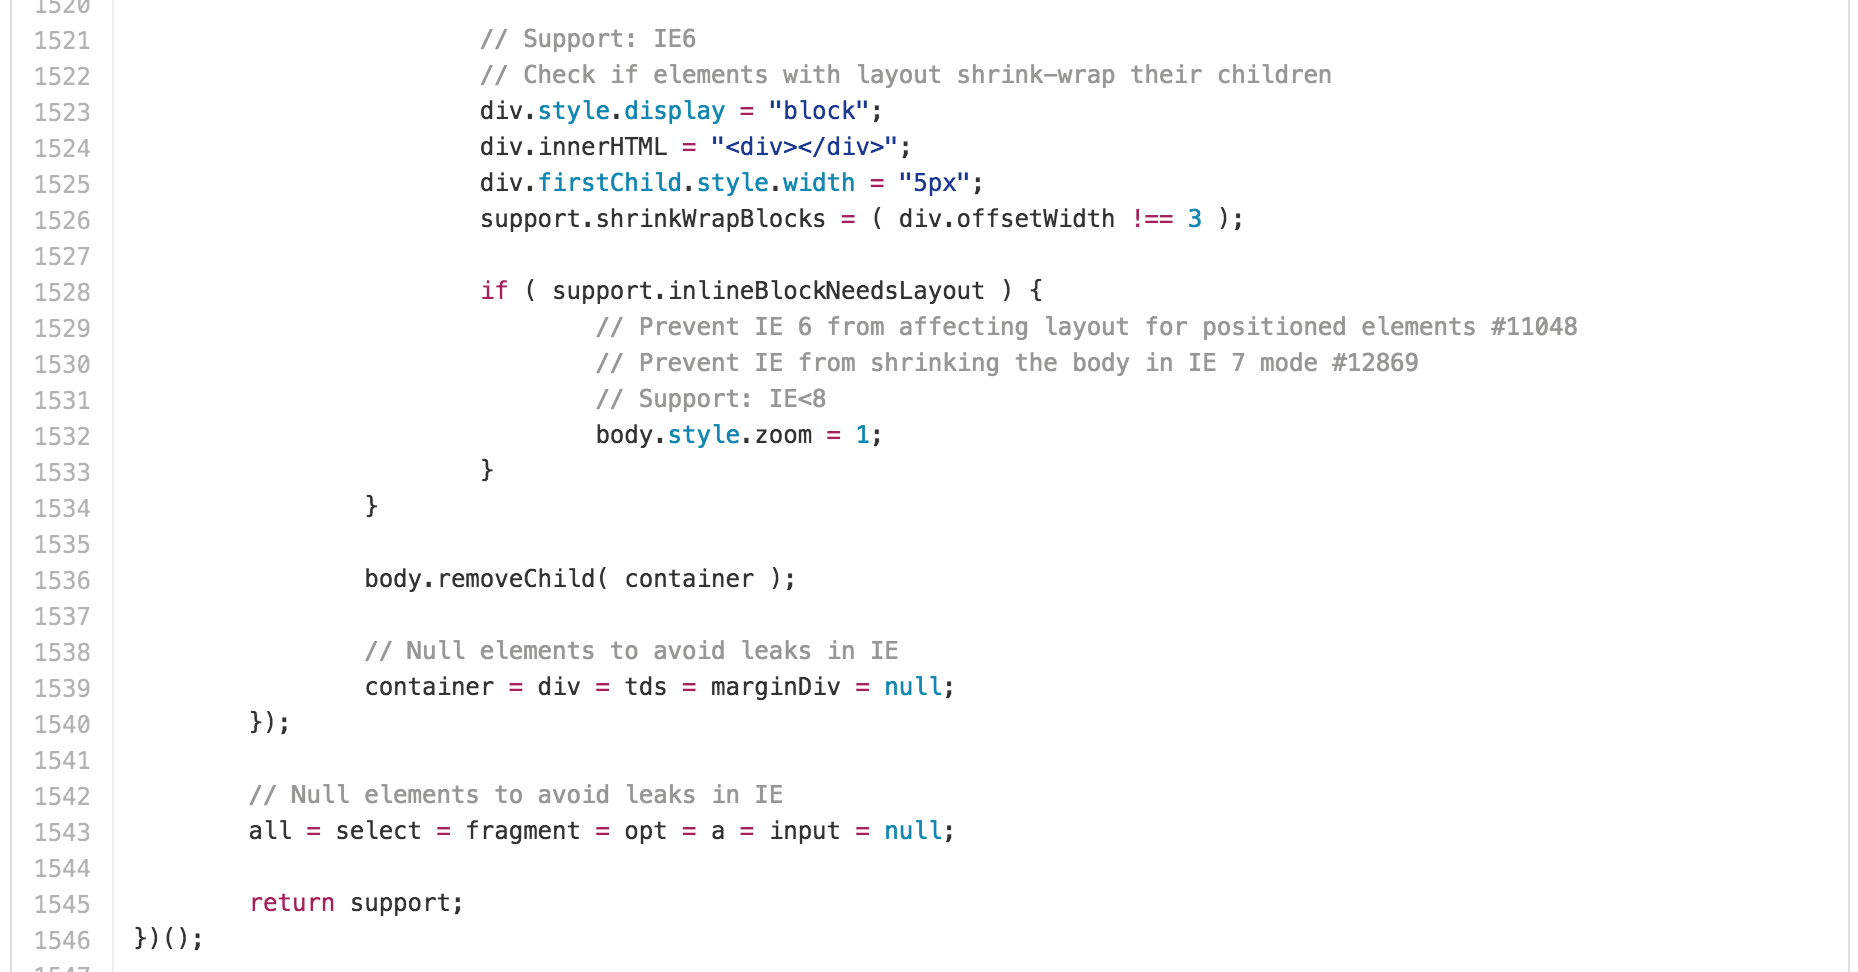 1520
1521 // Support: IE6
1522 // Check if elements with layout shrink-wrap their children
1523 div.style.display = "block";
1524 div.innerHTML = "<div></div>";
1525 div.firstChild.style.width = "5px";
1526 support.shrinkWrapBlocks = ( div.offsetWidth !== 3 );
1527
1528 if ( support.inlineBlockNeedsLayout ) {
1529 // Prevent IE 6 from affecting layout for positioned elements #11048
1530 // Prevent IE from shrinking the body in IE 7 mode #12869
1531 // Support: IE<8
1532 body.style.zoom = 1;
1533 }
1534 }
1535
1536 body.removeChild( container );
1537
1538 // Null elements to avoid leaks in IE
1539 container = div = tds = marginDiv = null;
1540 });
1541
1542 // Null elements to avoid leaks in IE
1543 all = select = fragment = opt = a = input = null;
1544
1545 return support;
1546 })();
1547